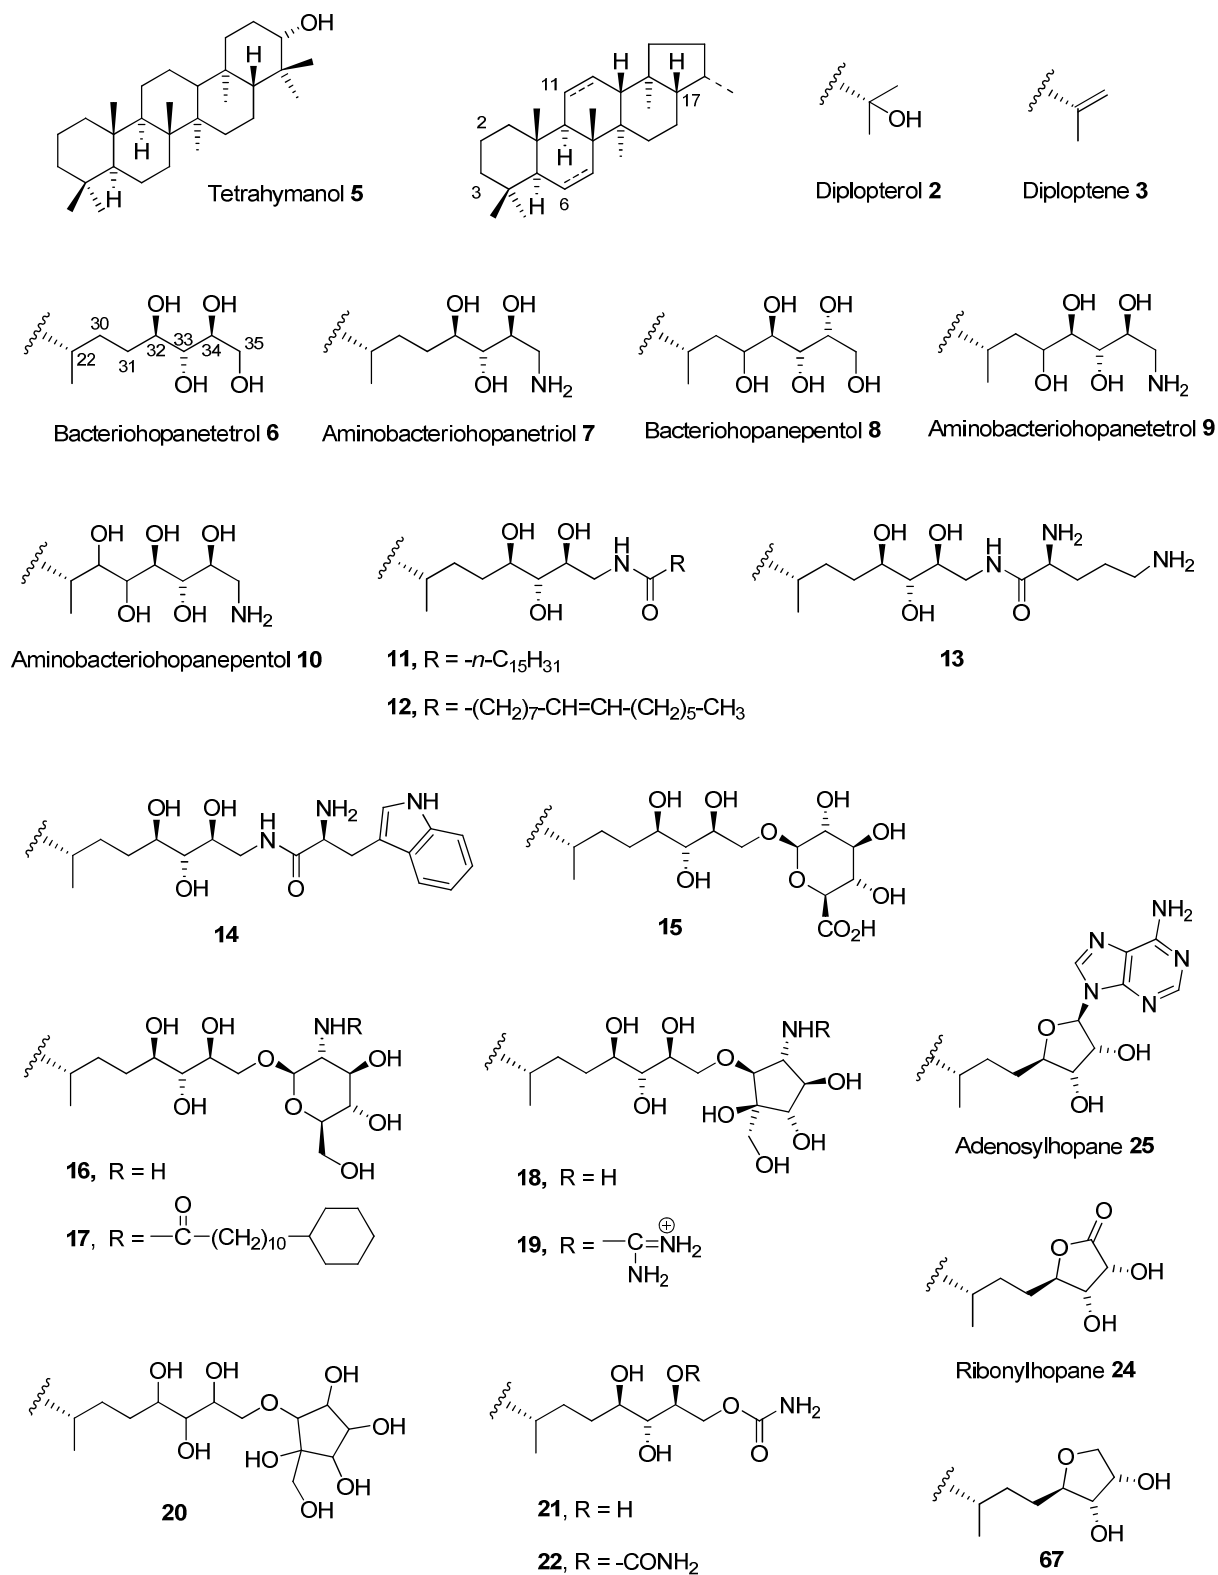 OH
H
H
H
Tetrahymanol 5
H
H
11
17
2
H
3
H
6
OH
Diplopterol 2
Diploptene 3
OH OH
30
33
35
22
31
32
34
OH OH
Bacteriohopanetetrol 6
OH OH
OH NH2
Aminobacteriohopanetriol 7
OH OH
OH OH OH
Bacteriohopanepentol 8
OH OH
OH OH NH2
Aminobacteriohopanetetrol 9
OH OH OH
OH OH NH2
Aminobacteriohopanepentol 10
OH OH
H
N
R
OH
O
11, R = -n-C15H31
12, R = -(CH2)7-CH=CH-(CH2)5-CH3
OH OH NH2
H
N
NH2
OH
O
13
OH OH NH2 NH
H
N
OH
O
14
OH OH OH
O
OH
O
OH
OH
CO2H
15
NH2
N
N
N
N
O
OH
OH
Adenosylhopane 25
OH OH NHR
O
OH
O
OH
OH
OH
16, R = H
17, R =
O
C
(CH2)10
OH OH NHR
O
OH
OH
HO
OH
OH
18, R = H
19, R =
+
C=NH2
NH2
O
O
OH
OH
Ribonylhopane 24
OH OH OH
O
OH
OH
HO
OH
OH
20
OH OR
O
NH2
OH
O
21, R = H
22, R = -CONH2
O
OH
OH
67